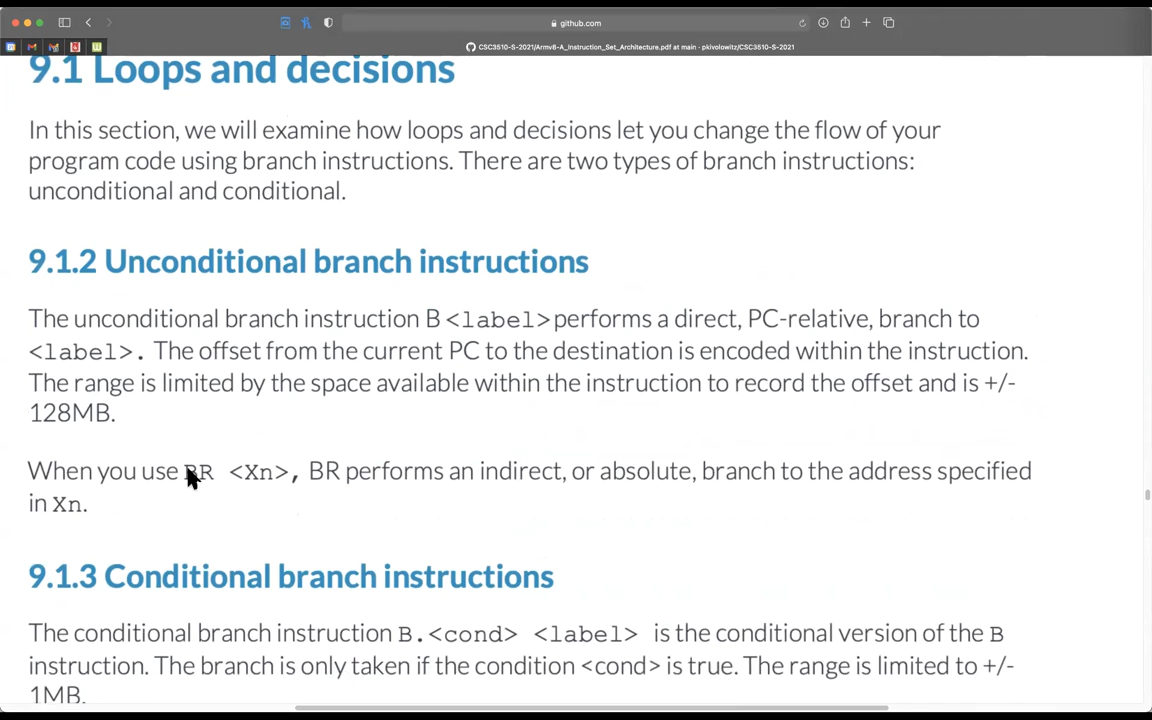 github.com
CSC3510-S-2021/Armv8-A_Instruction_Set_Architecture.pdf at main · pkivolowitz/CSC3510-S-2021
9.1 Loops and decisions
In this section, we will examine how loops and decisions let you change the flow of your
program code using branch instructions. There are two types of branch instructions:
unconditional and conditional.
9.1.2 Unconditional branch instructions
The unconditional branch instruction B <label> performs a direct, PC-relative, branch to
<label>. The offset from the current PC to the destination is encoded within the instruction.
The range is limited by the space available within the instruction to record the offset and is +/-
128MB.
When you use BR <Xn>, BR performs an indirect, or absolute, branch to the address specified
in Xn.
9.1.3 Conditional branch instructions
The conditional branch instruction B.<cond> <label> is the conditional version of the B
instruction. The branch is only taken if the condition <cond> is true. The range is limited to +/-
1MB.